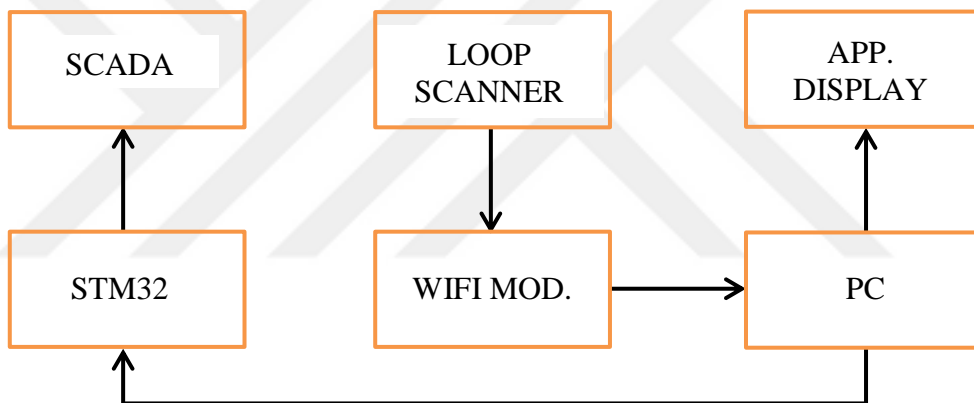 SCADA
LOOP
SCANNER
APP.
DISPLAY
STM32
WIFI MOD.
PC